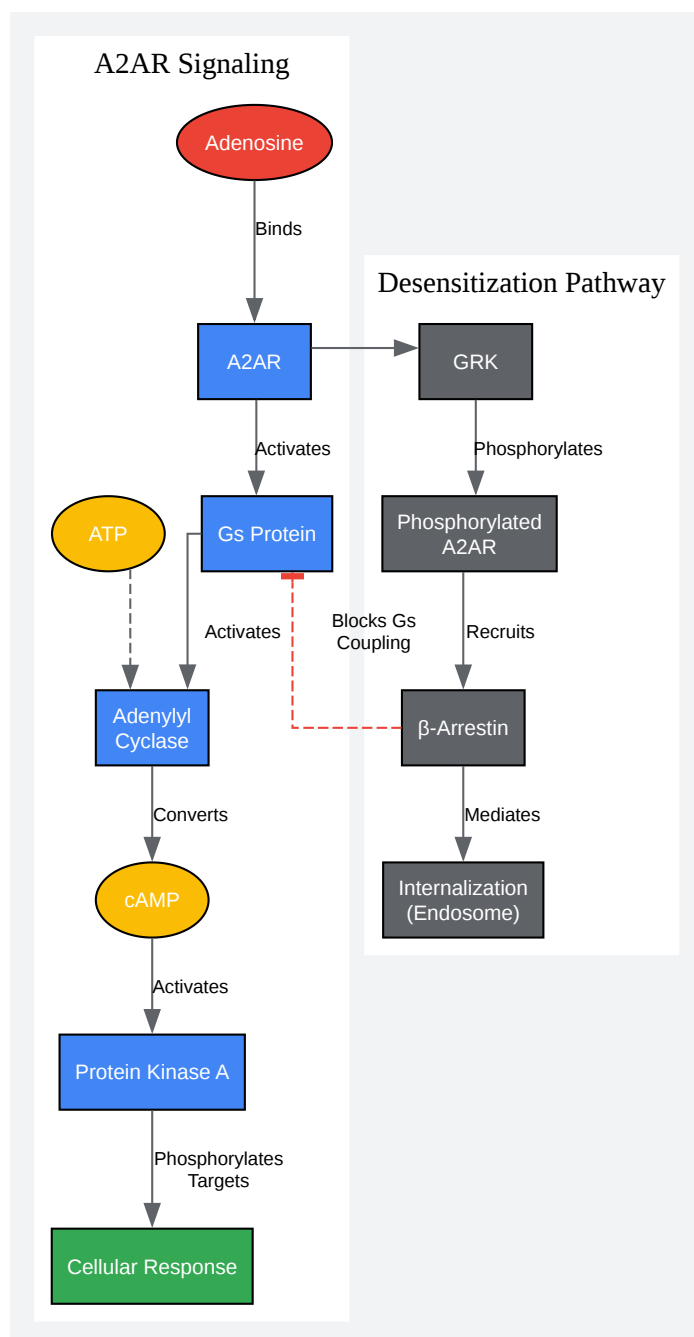 A2AR Signaling
Adenosine
Binds
Desensitization Pathway
A2AR
GRK
Activates
Phosphorylates
ATP
Gs Protein
Phosphorylated
A2AR
Activates
Blocks Gs
Coupling
Recruits
Adenylyl
Cyclase
β-Arrestin
Converts
Mediates
cAMP
Internalization
(Endosome)
Activates
Protein Kinase A
Phosphorylates
Targets
Cellular Response